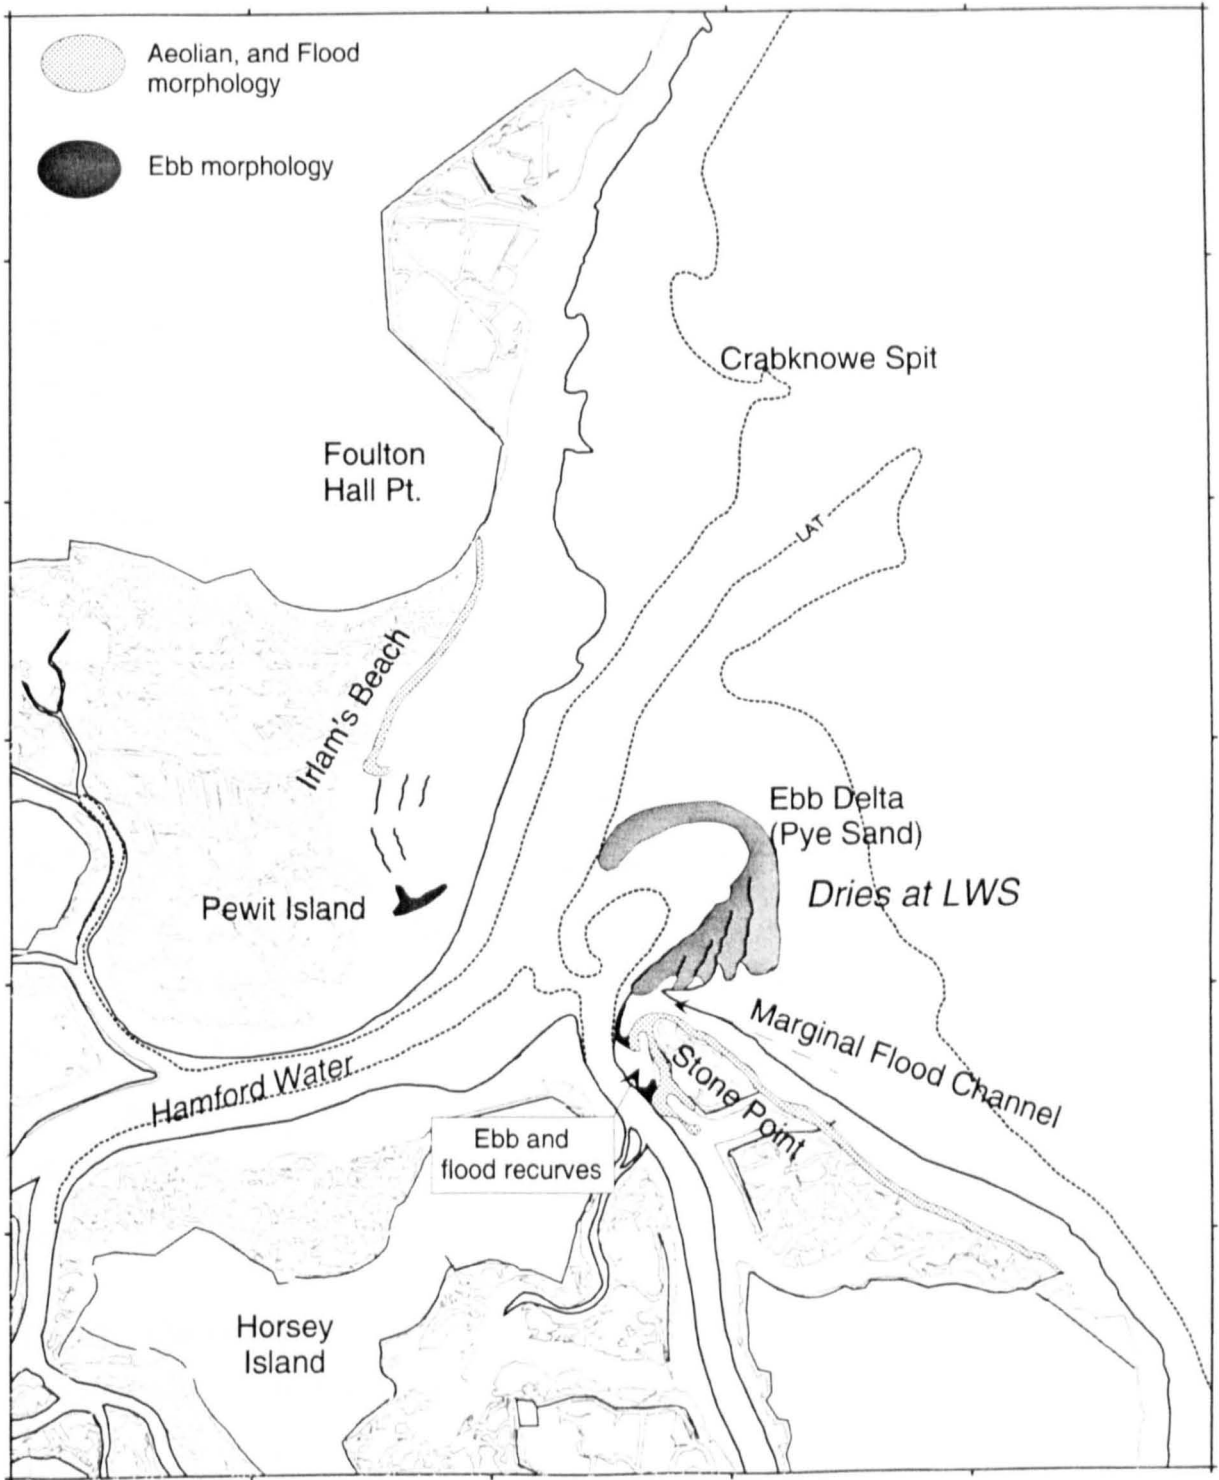 Aeolian, and Flood
morphology
Ebb morphology
Crabknowe Spit
Foulton
Hall Pt.
LAT
Irlam's Beach
Ebb Delta
(Pye Sand)
Dries at LWS
Pewit Island
Marginal Flood Channel
Stone Point
Hamford Water
Ebb and
flood recurves
Horsey
Island